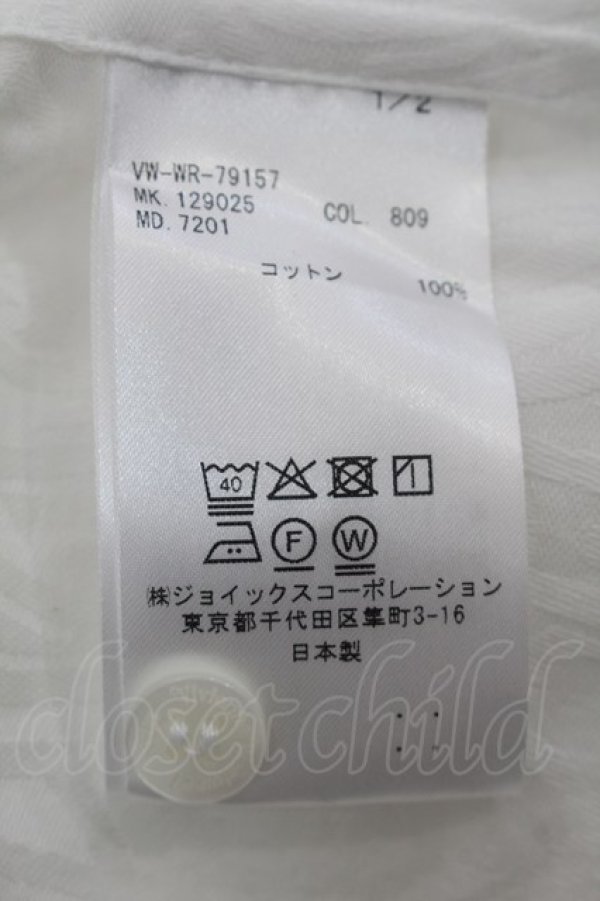 1/2
VW-WR-79157
MK. 129025 COL. 809
MD. 7201
コットン 100%
40
F W
㈱ジョイックスコーポレーション
東京都千代田区隼町3-16
日本製
closetchild